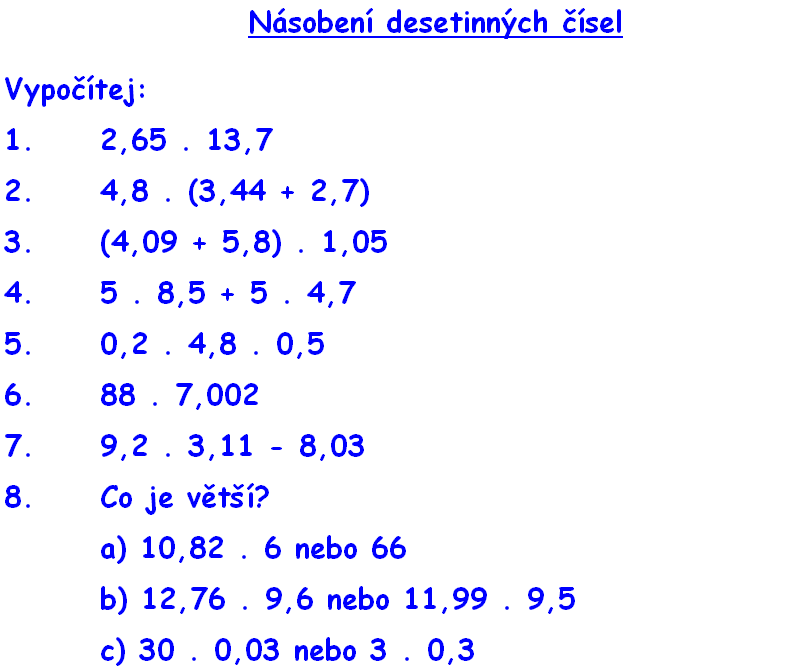 Násobení desetinných čísel
Vypočítej:
1. 2,65 . 13,7
2. 4,8 . (3,44 + 2,7)
3. (4,09 + 5,8) . 1,05
4. 5 . 8,5 + 5 . 4,7
5. 0,2 . 4,8 . 0,5
6. 88 . 7,002
7. 9,2 . 3,11 - 8,03
8. Co je větší?
a) 10,82 . 6 nebo 66
b) 12,76 . 9,6 nebo 11,99 . 9,5
c) 30 . 0,03 nebo 3 . 0,3